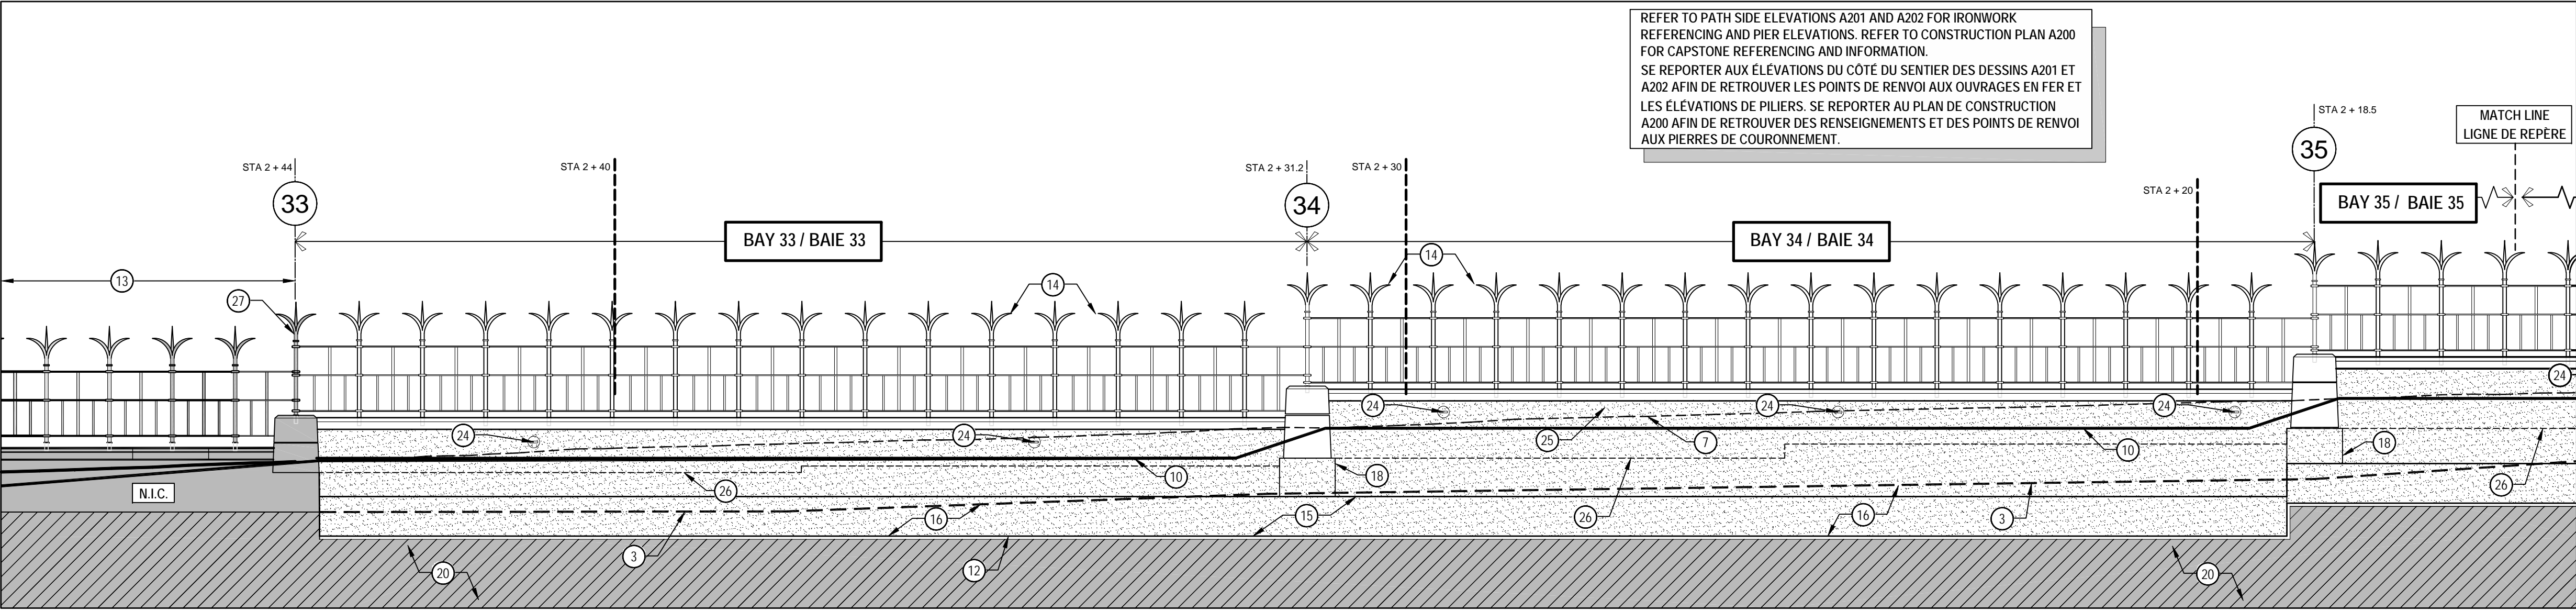 REFER TO PATH SIDE ELEVATIONS A201 AND A202 FOR IRONWORK
REFERENCING AND PIER ELEVATIONS. REFER TO CONSTRUCTION PLAN A200
FOR CAPSTONE REFERENCING AND INFORMATION.
SE REPORTER AUX ÉLÉVATIONS DU CÔTÉ DU SENTIER DES DESSINS A201 ET
A202 AFIN DE RETROUVER LES POINTS DE RENVOI AUX OUVRAGES EN FER ET
LES ÉLÉVATIONS DE PILIERS. SE REPORTER AU PLAN DE CONSTRUCTION
A200 AFIN DE RETROUVER DES RENSEIGNEMENTS ET DES POINTS DE RENVOI
AUX PIERRES DE COURONNEMENT.
STA 2 + 18.5
MATCH LINE
LIGNE DE REPÈRE
35
STA 2 + 44
STA 2 + 40
STA 2 + 31.2
STA 2 + 30
STA 2 + 20
33
34
BAY 35 / BAIE 35
BAY 33 / BAIE 33
BAY 34 / BAIE 34
14
13
14
27
24
24
24
24
24
24
25
7
10
18
10
18
26
26
N.I.C.
26
16
15
26
16
3
3
12
20
20